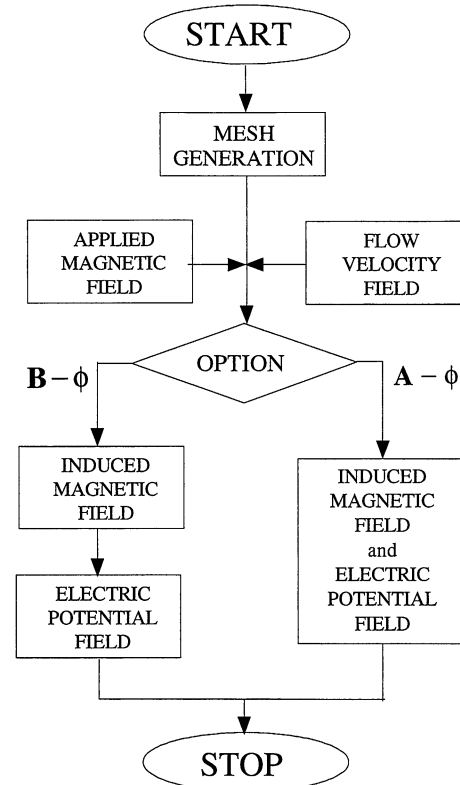 START
MESH
GENERATION
APPLIED
MAGNETIC
FIELD
FLOW
VELOCITY
FIELD
OPTION
B – ϕ
A – ϕ
INDUCED
MAGNETIC
FIELD
ELECTRIC
POTENTIAL
FIELD
INDUCED
MAGNETIC
FIELD
and
ELECTRIC
POTENTIAL
FIELD
STOP